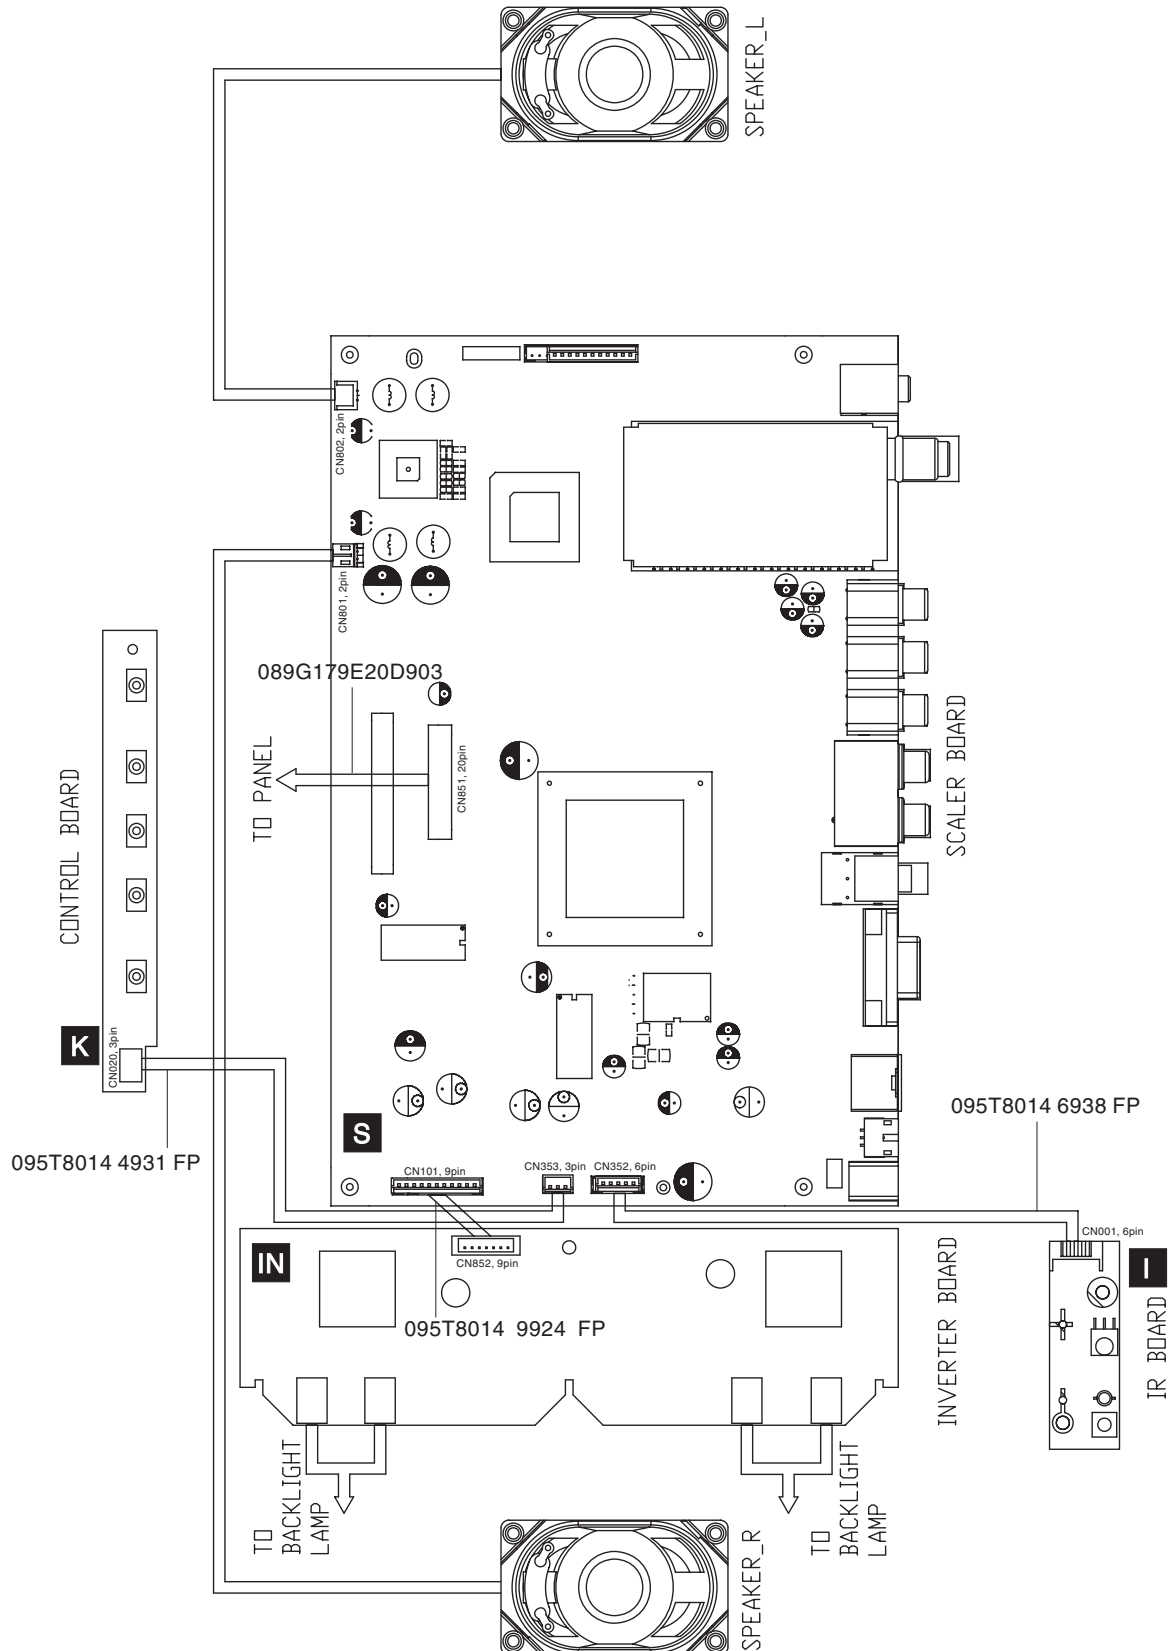 SPEAKER_L
CN802, 2pin
CN801, 2pin
089G179E20D903
TO PANEL
CN851, 20pin
SCALER BOARD
CONTROL BOARD
K
CN020, 3pin
095T8014 4931 FP
S
CN101, 9pin
CN353, 3pin
CN352, 6pin
095T8014 6938 FP
CN001, 6pin
IN
CN852, 9pin
095T8014 9924 FP
INVERTER BOARD
I
IR BOARD
TO
BACKLIGHT
LAMP
TO
BACKLIGHT
LAMP
SPEAKER_R